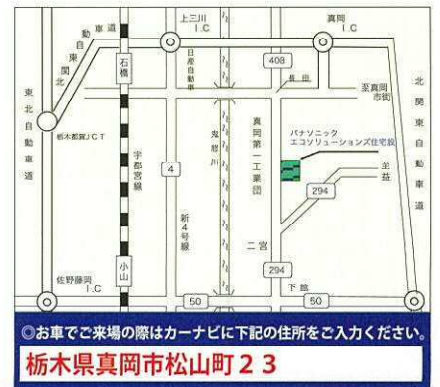 上三川
I.C
真岡
I.C
東北自動車道
北関東自動車道
石橋
日産自動車
408
長田
至真岡
市街
栃木都賀JCT
鬼怒川
真岡第一工業団
パナソニック
エコソリューションズ住宅設
北関東自動車道
宇都宮線
4
至益
294
新4号線
小山
二宮
佐野藤岡
I.C
294
下館
50
50
◎お車でご来場の際はカーナビに下記の住所をご入力ください。
栃木県真岡市松山町23